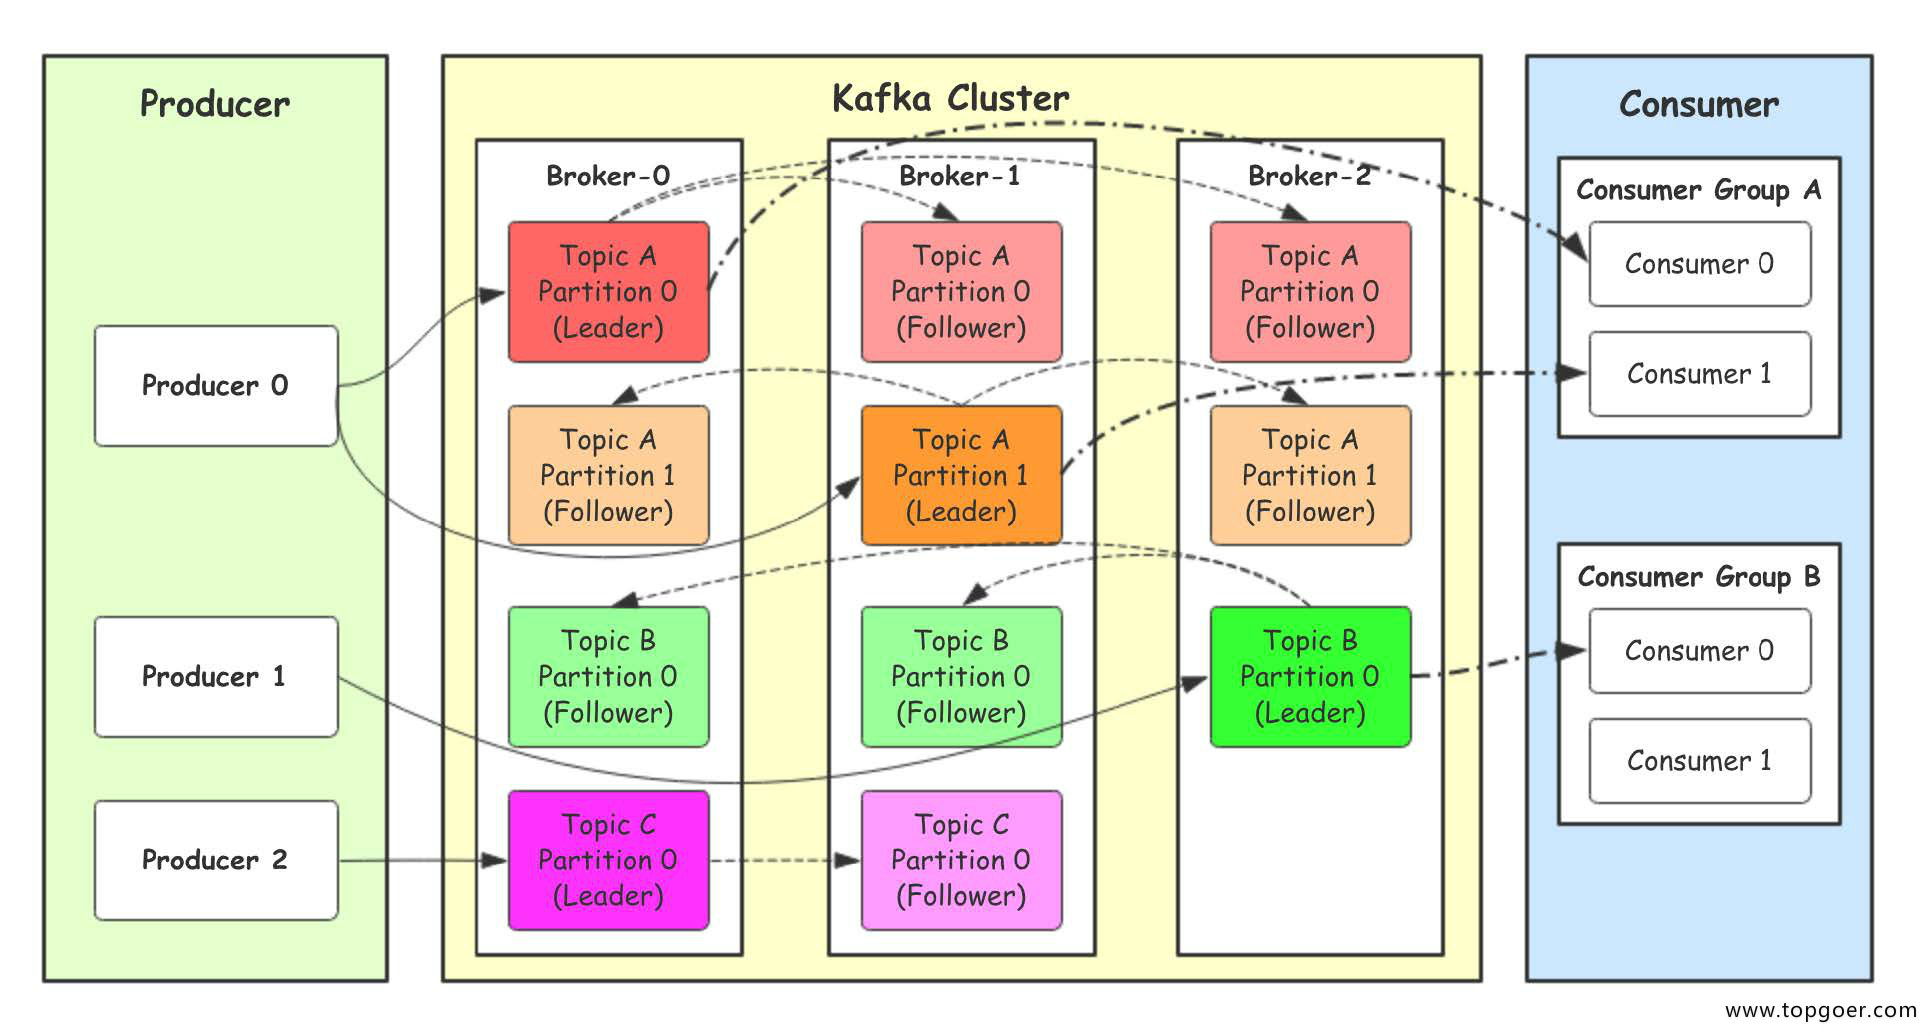 Producer
Producer 0
Producer 1
Producer 2
Kafka Cluster
Broker-0
Topic A
Partition 0
(Leader)
Topic A
Partition 1
(Follower)
Topic B
Partition 0
(Follower)
Topic C
Partition 0
(Leader)
Broker-1
Topic A
Partition 0
(Follower)
Topic A
Partition 1
(Leader)
Topic B
Partition 0
(Follower)
Topic C
Partition 0
(Follower)
Broker-2
Topic A
Partition 0
(Follower)
Topic A
Partition 1
(Follower)
Topic B
Partition 0
(Leader)
Consumer
Consumer Group A
Consumer 0
Consumer 1
Consumer Group B
Consumer 0
Consumer 1
www.topgoer.com